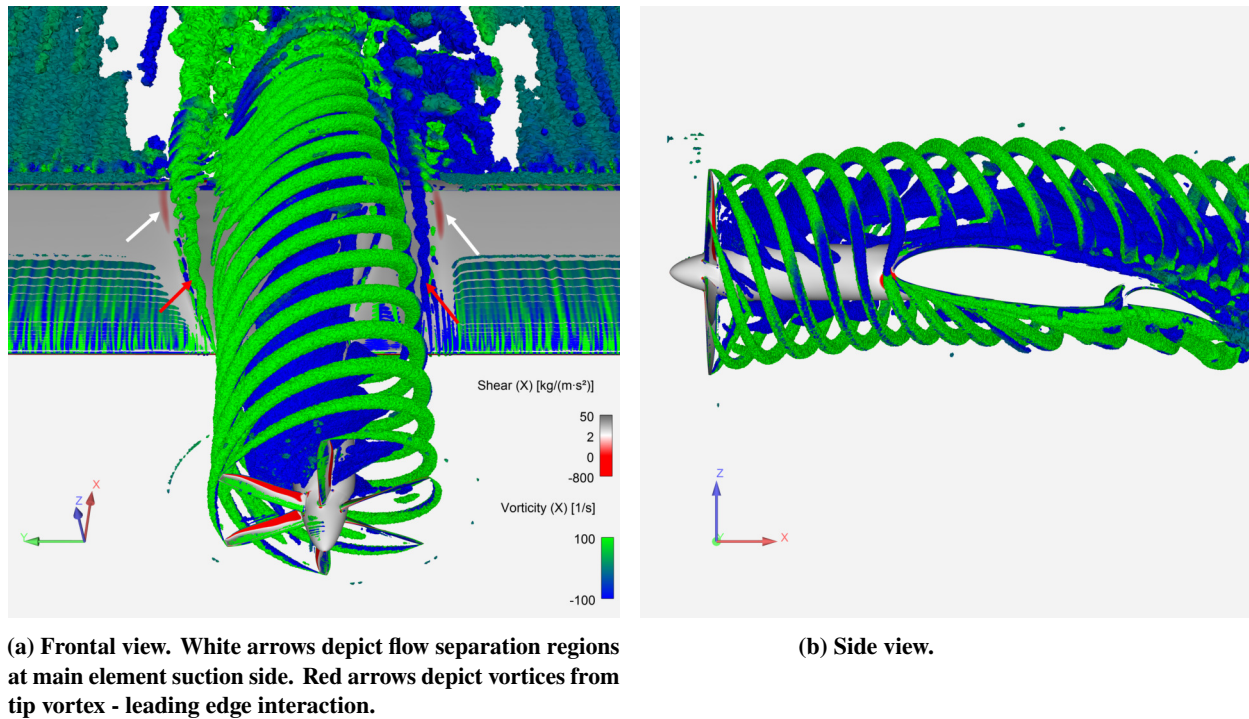 Shear (X) [kg/(m·s²)]
50
2
0
-800
Vorticity (X) [1/s]
100
-100
X
Z
Y
Z
X
Y
(a) Frontal view. White arrows depict flow separation regions
at main element suction side. Red arrows depict vortices from
tip vortex - leading edge interaction.
(b) Side view.